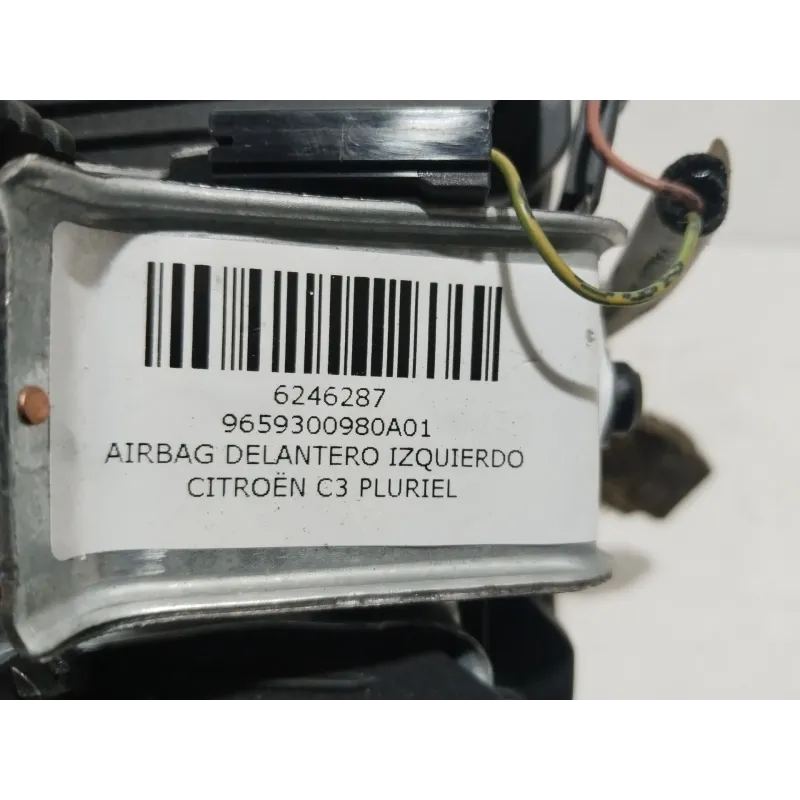 6246287
9659300980A01
AIRBAG DELANTERO IZQUIERDO
CITROËN C3 PLURIEL